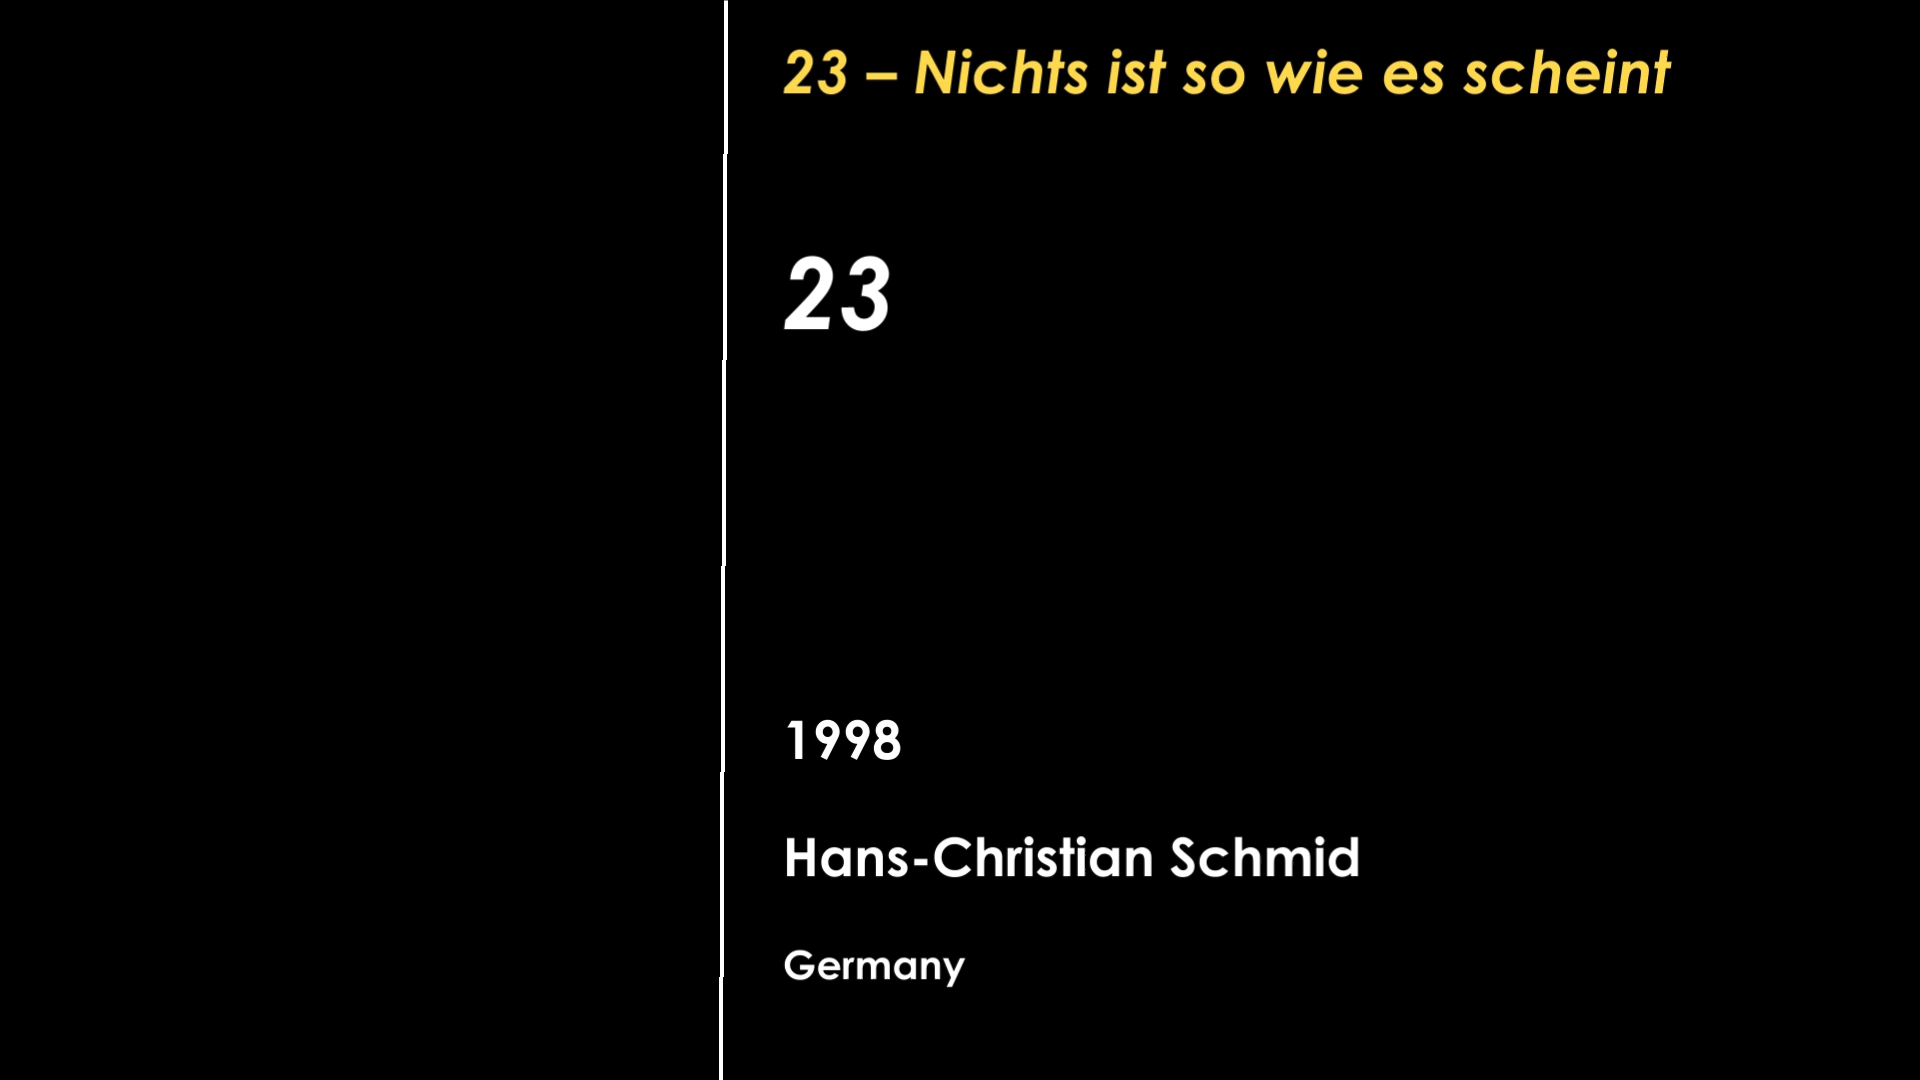 23 – Nichts ist so wie es scheint
23
1998
Hans-Christian Schmid
Germany